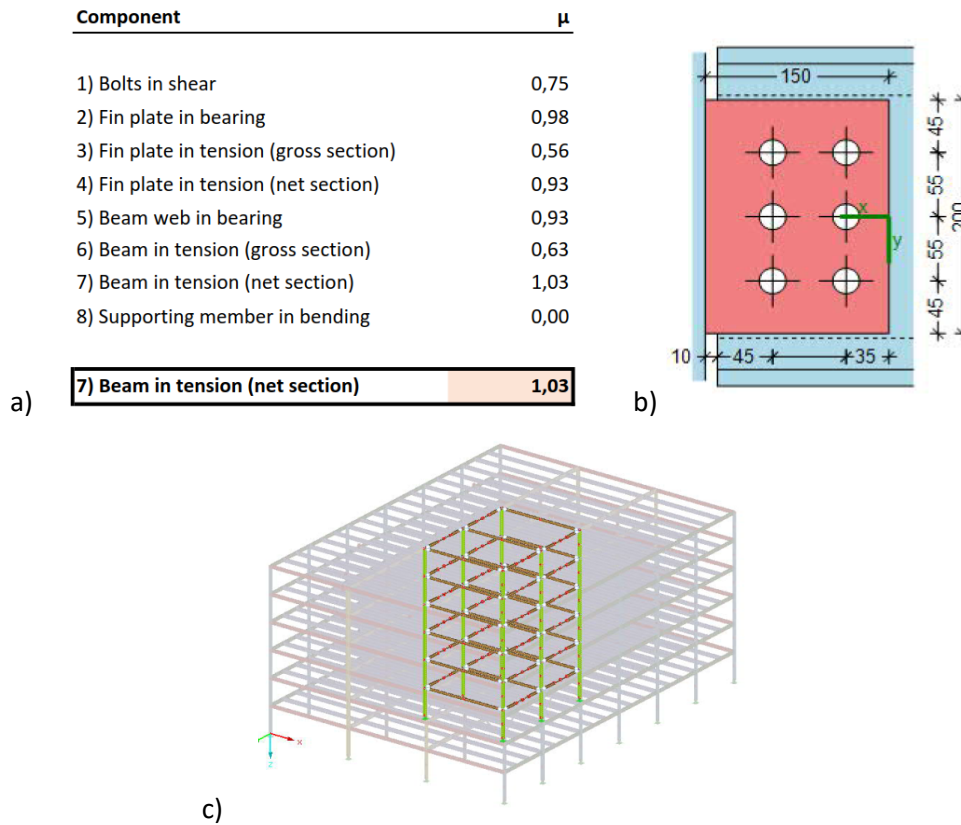 Component μ
1) Bolts in shear 0,75
2) Fin plate in bearing 0,98
3) Fin plate in tension (gross section) 0,56
4) Fin plate in tension (net section) 0,93
5) Beam web in bearing 0,93
6) Beam in tension (gross section) 0,63
7) Beam in tension (net section) 1,03
8) Supporting member in bending 0,00
7) Beam in tension (net section) 1,03
a)
150
45
55
200
55
45
x
y
10 45 35
b)
x
z
c)